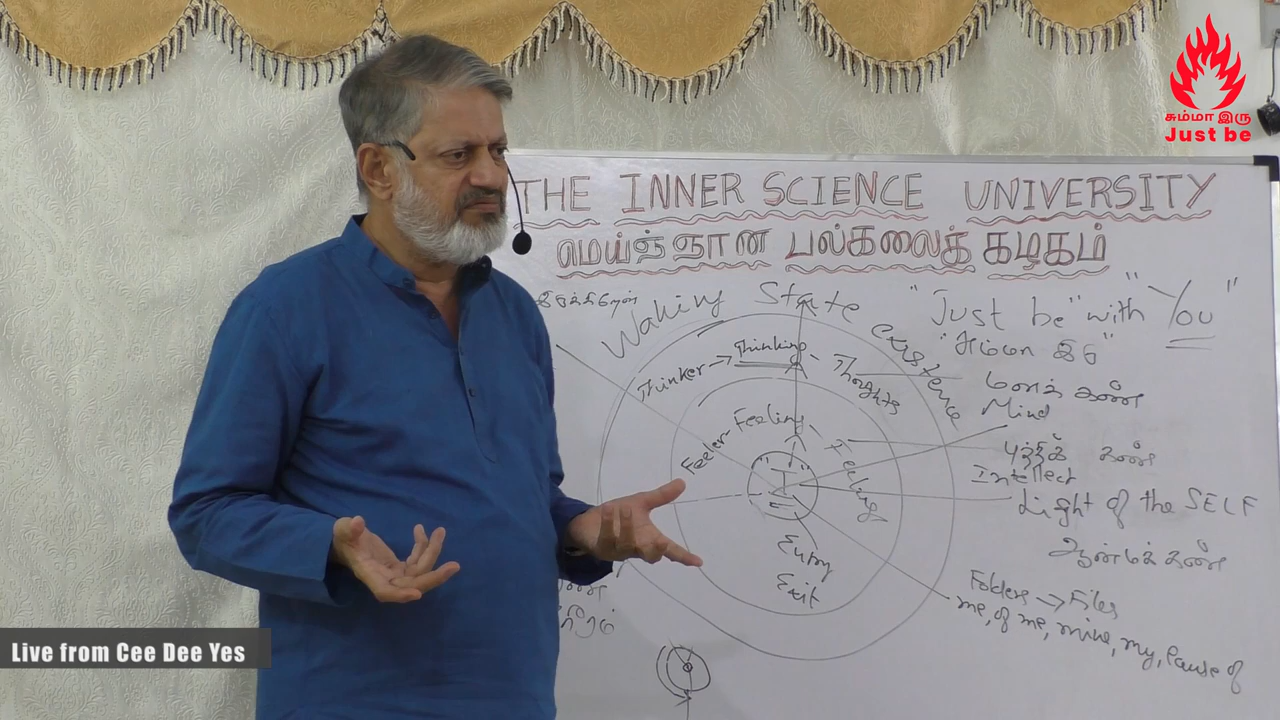 சும்மா இரு
Just be
THE INNER SCIENCE UNIVERSITY
மெய்ஞ்ஞான பல்கலைக் கழகம்
இருக்கிறேன்
Waking State existence
"Just be" with "You"
"சும்மா இரு"
Thinker → Thinking - Thoughts
மனக் கண்
Mind
Feeler - Feeling - Feeling
புத்திக் கண்
Intellect
I
Light of the SELF
ஆன்மக் கண்
Entry
Exit
Folders → Files
me, of me, mine, my, cause of
Live from Cee Dee Yes